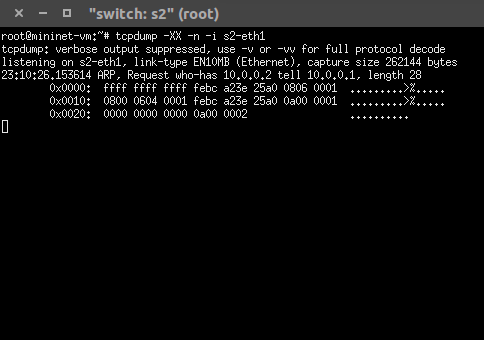 "switch: s2" (root)
root@mininet-vm:~# tcpdump -XX -n -i s2-eth1
tcpdump: verbose output suppressed, use -v or -vv for full protocol decode
listening on s2-eth1, link-type EN10MB (Ethernet), capture size 262144 bytes
23:10:26.153614 ARP, Request who-has 10.0.0.2 tell 10.0.0.1, length 28
0x0000:  ffff ffff ffff febc a23e 25a0 0806 0001  .........>%.....
0x0010:  0800 0604 0001 febc a23e 25a0 0a00 0001  .........>%.....
0x0020:  0000 0000 0000 0a00 0002                 ..........